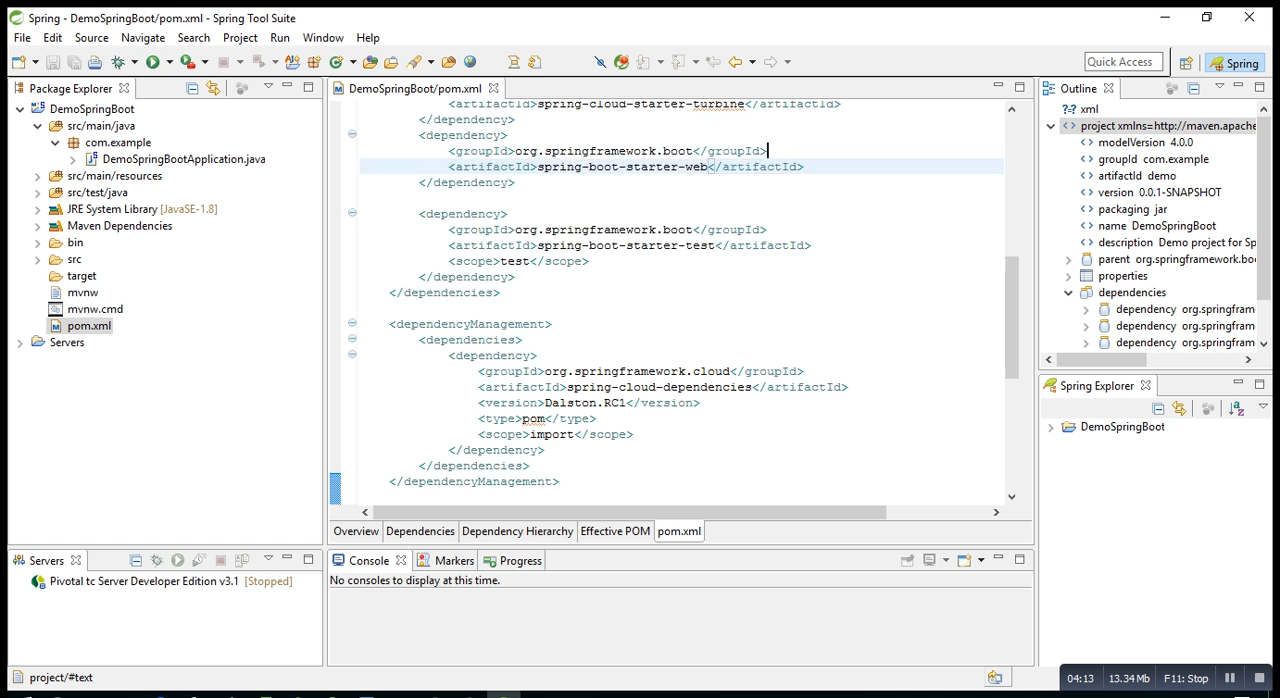 Spring - DemoSpringBoot/pom.xml - Spring Tool Suite
File Edit Source Navigate Search Project Run Window Help
Quick Access
Spring
Package Explorer
DemoSpringBoot
src/main/java
com.example
DemoSpringBootApplication.java
src/main/resources
src/test/java
JRE System Library [JavaSE-1.8]
Maven Dependencies
bin
src
target
mvnw
mvnw.cmd
pom.xml
Servers
DemoSpringBoot/pom.xml
<artifactId>spring-cloud-starter-turbine</artifactId>
</dependency>
<dependency>
<groupId>org.springframework.boot</groupId>
<artifactId>spring-boot-starter-web</artifactId>
</dependency>
<dependency>
<groupId>org.springframework.boot</groupId>
<artifactId>spring-boot-starter-test</artifactId>
<scope>test</scope>
</dependency>
</dependencies>
<dependencyManagement>
<dependencies>
<dependency>
<groupId>org.springframework.cloud</groupId>
<artifactId>spring-cloud-dependencies</artifactId>
<version>Dalston.RC1</version>
<type>pom</type>
<scope>import</scope>
</dependency>
</dependencies>
</dependencyManagement>
Overview Dependencies Dependency Hierarchy Effective POM pom.xml
Outline
?-? xml
project xmlns=http://maven.apache
modelVersion 4.0.0
groupId com.example
artifactId demo
version 0.0.1-SNAPSHOT
packaging jar
name DemoSpringBoot
description Demo project for Sp
parent org.springframework.bo
properties
dependencies
dependency org.springfram
dependency org.springfram
dependency org.springfram
Spring Explorer
DemoSpringBoot
Servers
Pivotal tc Server Developer Edition v3.1 [Stopped]
Console Markers Progress
No consoles to display at this time.
project/#text
04:13 13.34 Mb F11: Stop